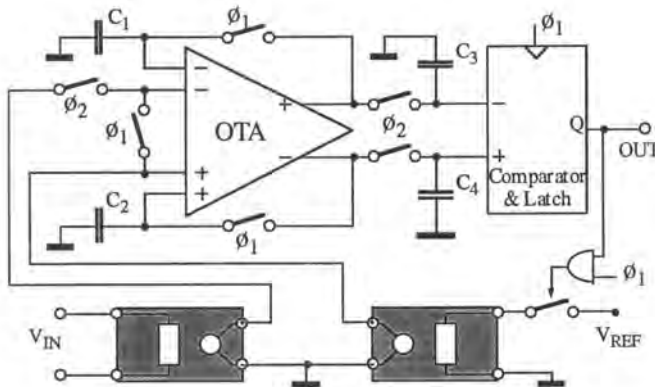 C1 ø1 ø1
C3
ø2
ø1
− −
OTA
+ −
+ +
ø2
− +
Q
OUT
Comparator
& Latch
C2
ø1
C4
ø1
VIN
VREF